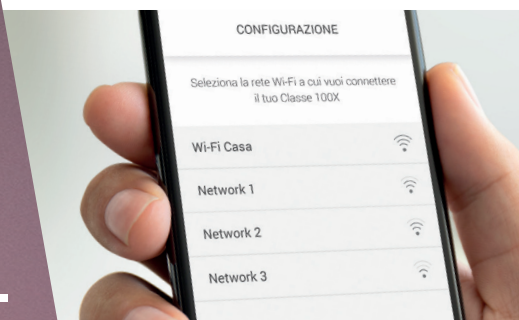 CONFIGURAZIONE
Seleziona la rete Wi-Fi a cui vuoi connettere
il tuo Classe 100X
Wi-Fi Casa
Network 1
Network 2
Network 3